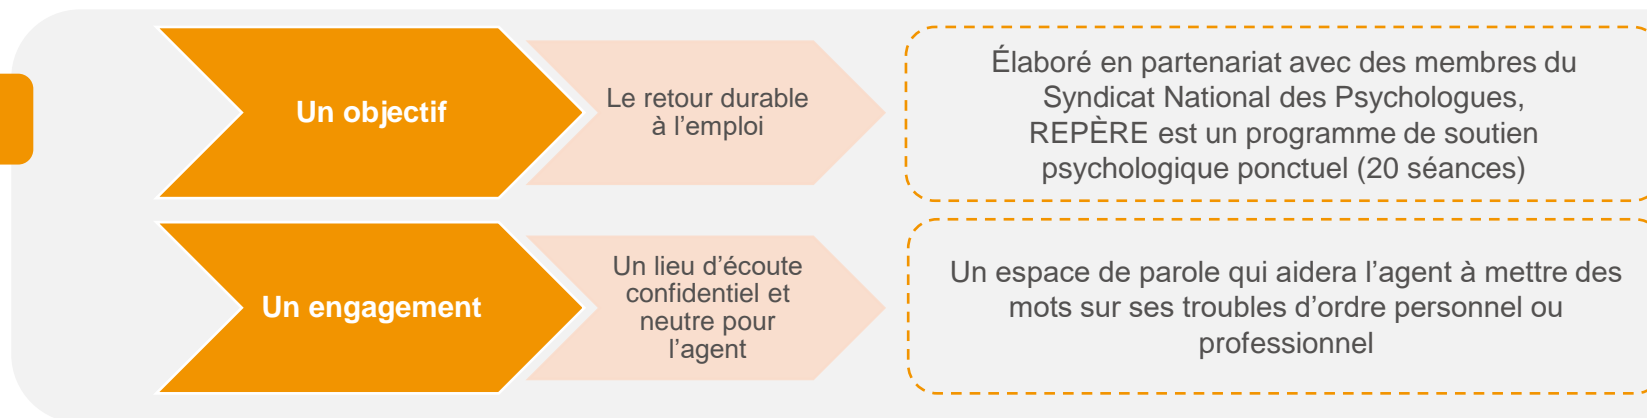 Un objectif
Le retour durable
à l’emploi
Élaboré en partenariat avec des membres du
Syndicat National des Psychologues,
REPÈRE est un programme de soutien
psychologique ponctuel (20 séances)
Un engagement
Un lieu d’écoute
confidentiel et
neutre pour
l’agent
Un espace de parole qui aidera l’agent à mettre des
mots sur ses troubles d’ordre personnel ou
professionnel